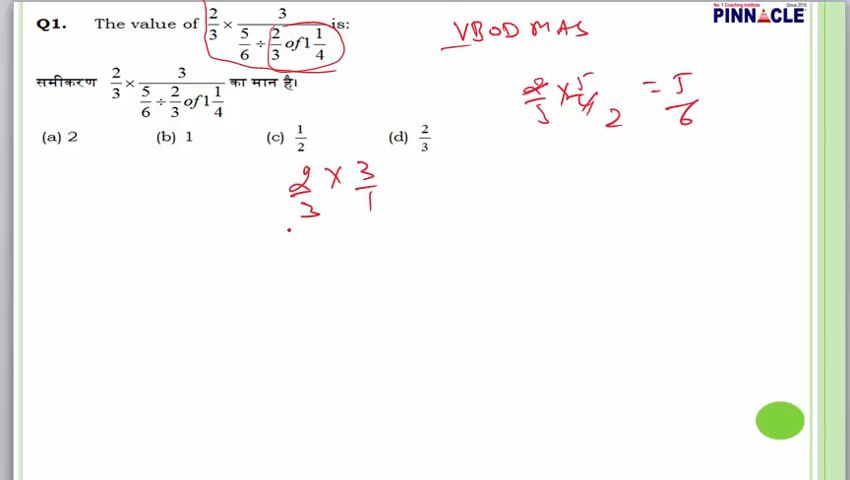 My No. 1 Coaching Institute Since 2010
PINNACLE
Q1. The value of 2/3 × 3/(5/6 ÷ 2/3 of 1 1/4) is:
VBODMAS
समीकरण 2/3 × 3/(5/6 ÷ 2/3 of 1 1/4) का मान है।
2/3 × 5/4 2 = 5/6
(a) 2 (b) 1 (c) 1/2 (d) 2/3
2/3 × 3/1